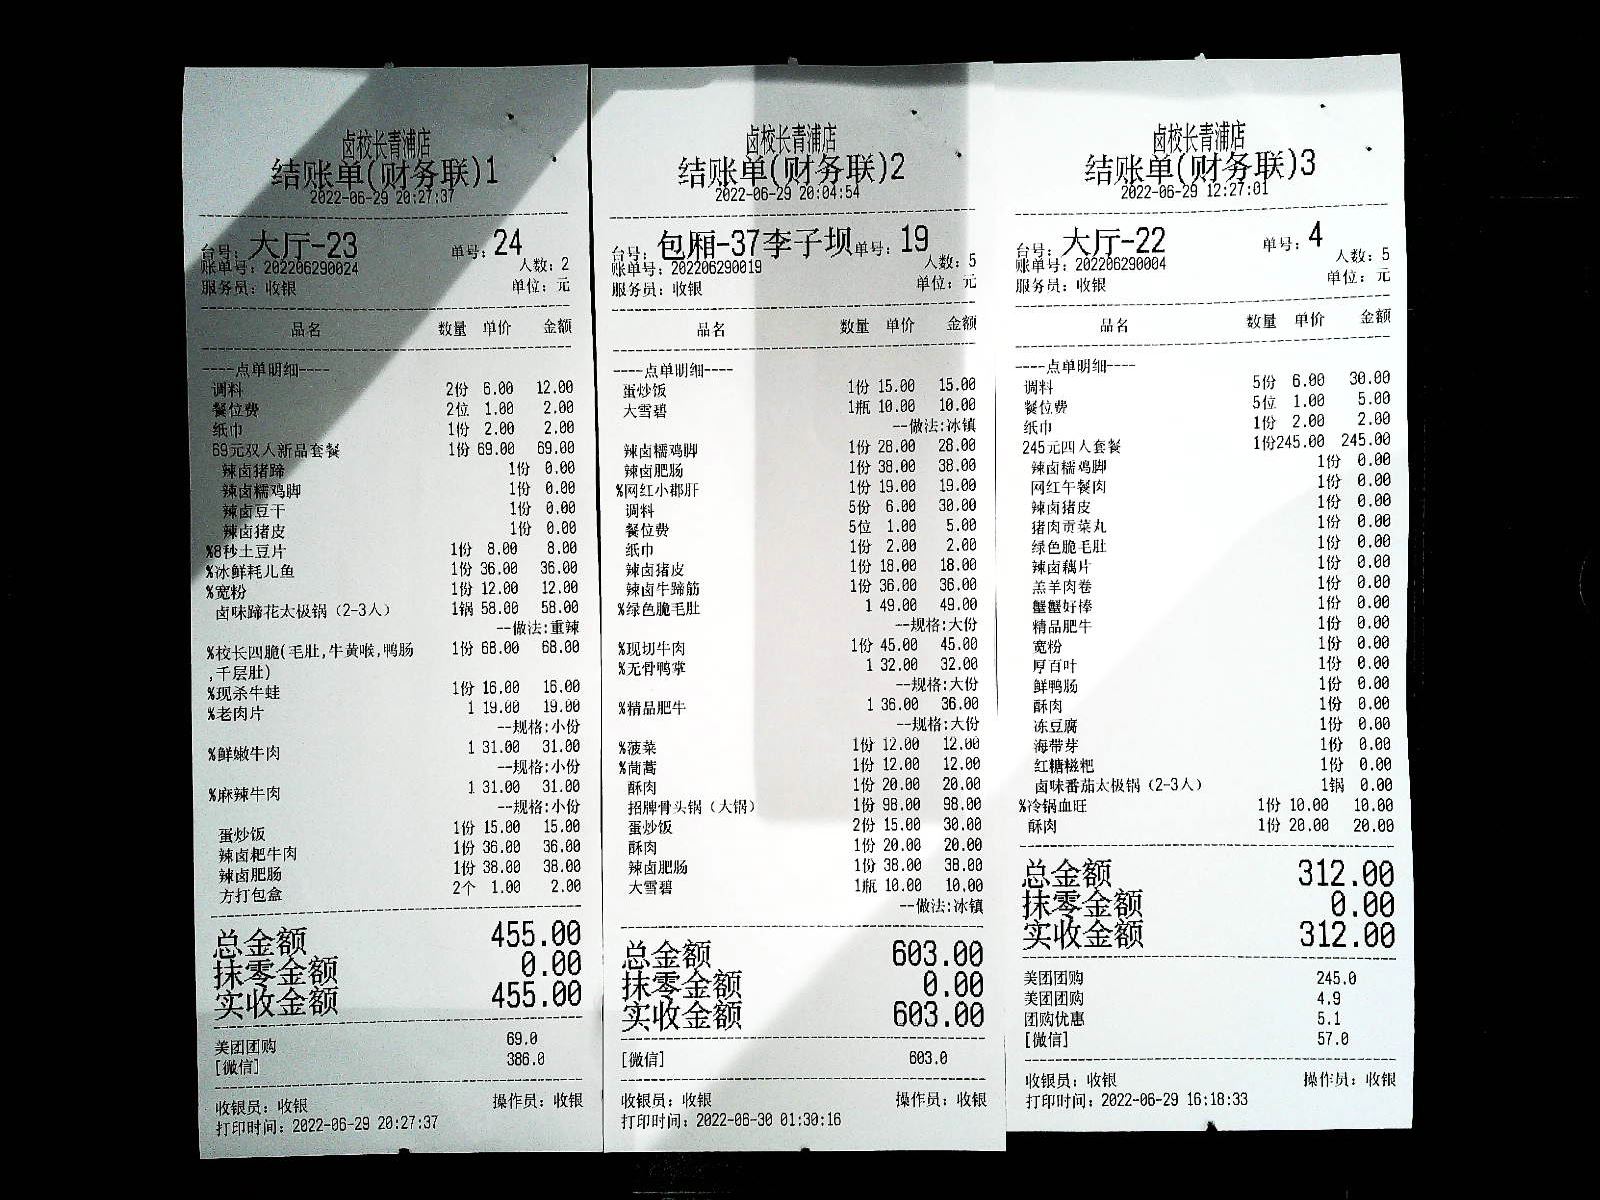 卤校长青浦店
结账单(财务联)1
2022-06-29 20:27:37
台号: 大厅-23 单号: 24
账单号: 202206290024 人数: 2
服务员: 收银 单位: 元
品名 数量 单价 金额
----点单明细----
调料 2份 6.00 12.00
餐位费 2位 1.00 2.00
纸巾 1份 2.00 2.00
69元双人新品套餐 1份 69.00 69.00
辣卤猪蹄 1份 0.00
辣卤糯鸡脚 1份 0.00
辣卤豆干 1份 0.00
辣卤猪皮 1份 0.00
%8秒土豆片 1份 8.00 8.00
%冰鲜耗儿鱼 1份 36.00 36.00
%宽粉 1份 12.00 12.00
卤味蹄花太极锅（2-3人） 1锅 58.00 58.00
--做法:重辣
%校长四脆(毛肚,牛黄喉,鸭肠 1份 68.00 68.00
,千层肚)
%现杀牛蛙 1份 16.00 16.00
%老肉片 1 19.00 19.00
--规格:小份
%鲜嫩牛肉 1 31.00 31.00
--规格:小份
%麻辣牛肉 1 31.00 31.00
--规格:小份
蛋炒饭 1份 15.00 15.00
辣卤耙牛肉 1份 36.00 36.00
辣卤肥肠 1份 38.00 38.00
方打包盒 2个 1.00 2.00
总金额 455.00
抹零金额 0.00
实收金额 455.00
美团团购 69.0
[微信] 386.0
收银员: 收银 操作员: 收银
打印时间: 2022-06-29 20:27:37
卤校长青浦店
结账单(财务联)2
2022-06-29 20:04:54
台号: 包厢-37李子坝 单号: 19
账单号: 202206290019 人数: 5
服务员: 收银 单位: 元
品名 数量 单价 金额
----点单明细----
蛋炒饭 1份 15.00 15.00
大雪碧 1瓶 10.00 10.00
--做法:冰镇
辣卤糯鸡脚 1份 28.00 28.00
辣卤肥肠 1份 38.00 38.00
%网红小郡肝 1份 19.00 19.00
调料 5份 6.00 30.00
餐位费 5位 1.00 5.00
纸巾 1份 2.00 2.00
辣卤猪皮 1份 18.00 18.00
辣卤牛蹄筋 1份 36.00 36.00
%绿色脆毛肚 1 49.00 49.00
--规格:大份
%现切牛肉 1份 45.00 45.00
%无骨鸭掌 1 32.00 32.00
--规格:大份
%精品肥牛 1 36.00 36.00
--规格:大份
%菠菜 1份 12.00 12.00
%茼蒿 1份 12.00 12.00
酥肉 1份 20.00 20.00
招牌骨头锅（大锅） 1份 98.00 98.00
蛋炒饭 2份 15.00 30.00
酥肉 1份 20.00 20.00
辣卤肥肠 1份 38.00 38.00
大雪碧 1瓶 10.00 10.00
--做法:冰镇
总金额 603.00
抹零金额 0.00
实收金额 603.00
[微信] 603.0
收银员: 收银 操作员: 收银
打印时间: 2022-06-30 01:30:16
卤校长青浦店
结账单(财务联)3
2022-06-29 12:27:01
台号: 大厅-22 单号: 4
账单号: 202206290004 人数: 5
服务员: 收银 单位: 元
品名 数量 单价 金额
----点单明细----
调料 5份 6.00 30.00
餐位费 5位 1.00 5.00
纸巾 1份 2.00 2.00
245元四人套餐 1份245.00 245.00
辣卤糯鸡脚 1份 0.00
网红午餐肉 1份 0.00
辣卤猪皮 1份 0.00
猪肉贡菜丸 1份 0.00
绿色脆毛肚 1份 0.00
辣卤藕片 1份 0.00
羔羊肉卷 1份 0.00
蟹蟹好棒 1份 0.00
精品肥牛 1份 0.00
宽粉 1份 0.00
厚百叶 1份 0.00
鲜鸭肠 1份 0.00
酥肉 1份 0.00
冻豆腐 1份 0.00
海带芽 1份 0.00
红糖糍粑 1份 0.00
卤味番茄太极锅（2-3人） 1锅 0.00
%冷锅血旺 1份 10.00 10.00
酥肉 1份 20.00 20.00
总金额 312.00
抹零金额 0.00
实收金额 312.00
美团团购 245.0
美团团购 4.9
团购优惠 5.1
[微信] 57.0
收银员: 收银 操作员: 收银
打印时间: 2022-06-29 16:18:33